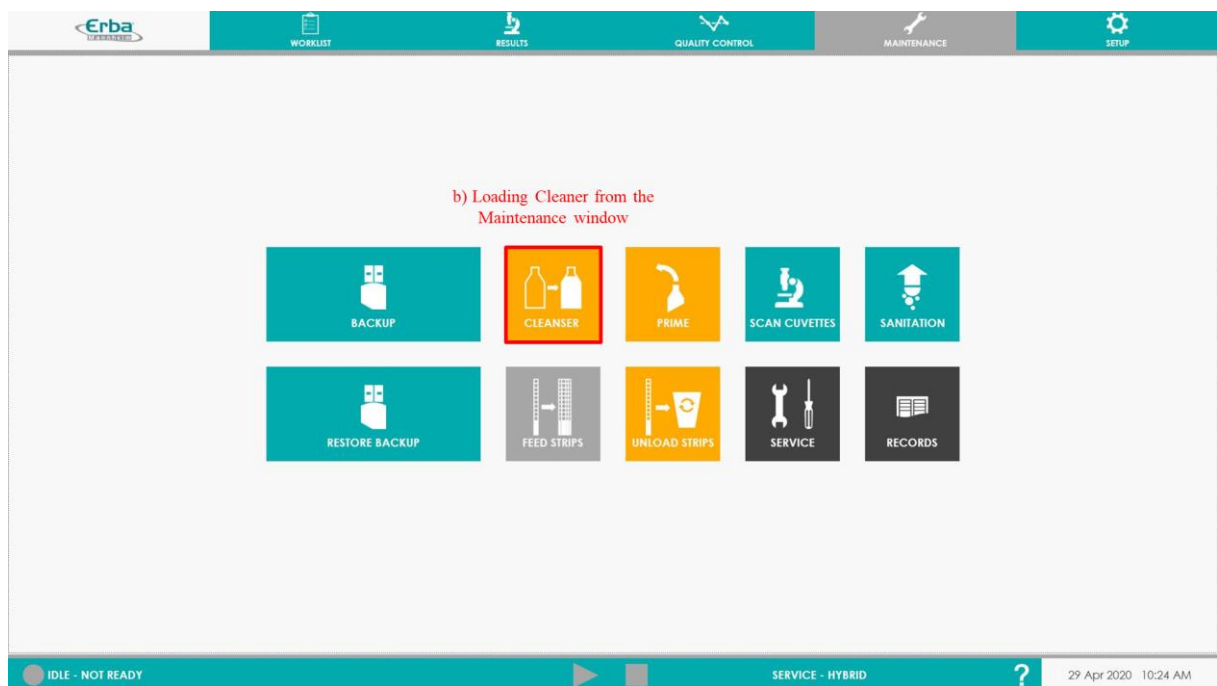 Erba
Mannheim
WORKLIST
RESULTS
QUALITY CONTROL
MAINTENANCE
SETUP
b) Loading Cleaner from the
Maintenance window
BACKUP
CLEANSER
PRIME
SCAN CUVETTES
SANITATION
RESTORE BACKUP
FEED STRIPS
UNLOAD STRIPS
SERVICE
RECORDS
IDLE - NOT READY
SERVICE - HYBRID
?
29 Apr 2020 10:24 AM